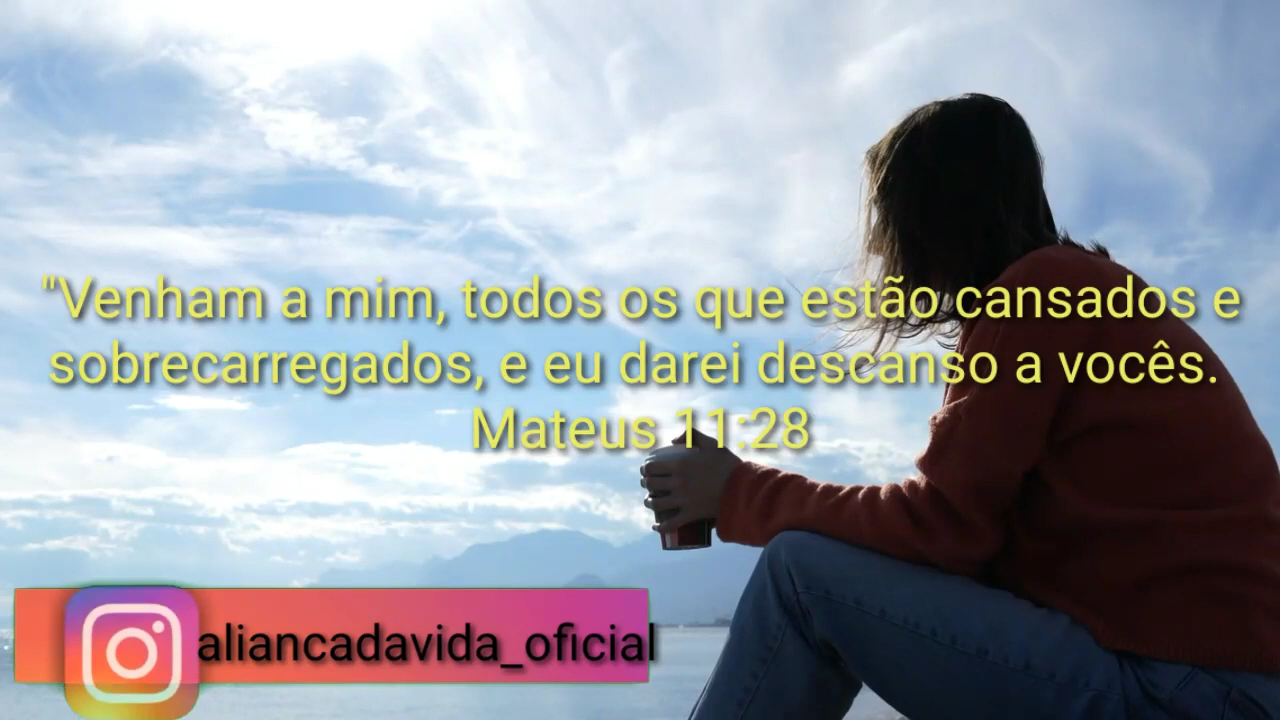 "Venham a mim, todos os que estão cansados e
sobrecarregados, e eu darei descanso a vocês.
Mateus 11:28
aliancadavida_oficial